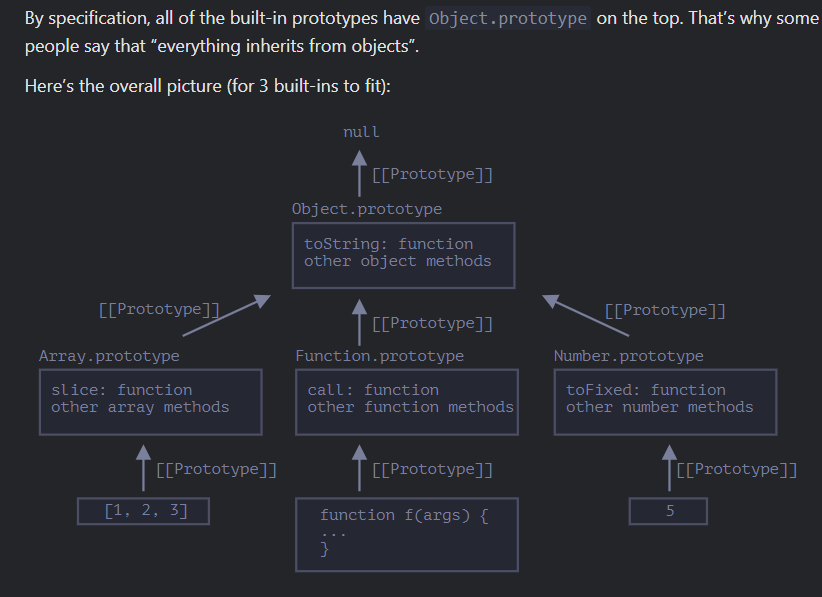 By specification, all of the built-in prototypes have Object.prototype on the top. That’s why some
people say that “everything inherits from objects”.
Here’s the overall picture (for 3 built-ins to fit):
null
[[Prototype]]
Object.prototype
toString: function
other object methods
[[Prototype]]
[[Prototype]]
[[Prototype]]
Array.prototype
Function.prototype
Number.prototype
slice: function
other array methods
call: function
other function methods
toFixed: function
other number methods
[[Prototype]]
[[Prototype]]
[[Prototype]]
[1, 2, 3]
function f(args) {
...
}
5